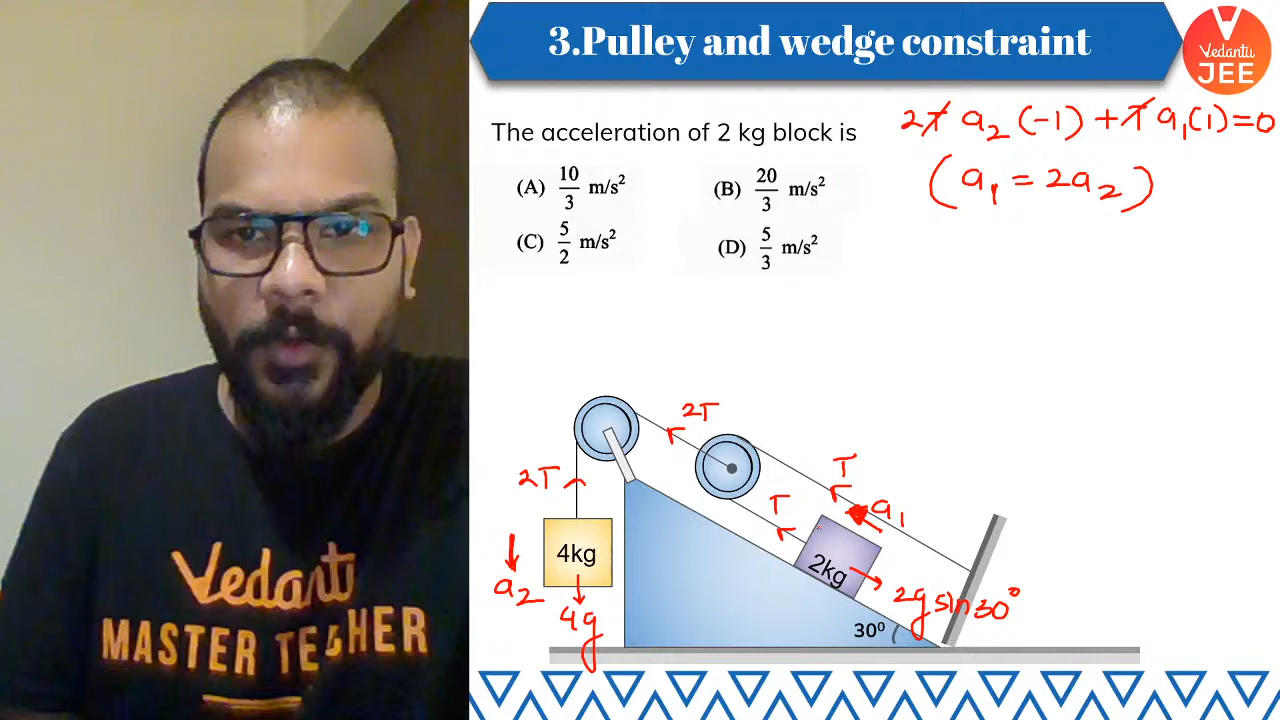 3.Pulley and wedge constraint
Vedantu
JEE
2T a₂ (-1) + T a₁(1) = 0
The acceleration of 2 kg block is
(a₁ = 2a₂)
(A) 10/3 m/s²
(B) 20/3 m/s²
(C) 5/2 m/s²
(D) 5/3 m/s²
2T
T
2T
T
a₁
4kg
2kg
a₂
4g
2g sin 30°
30⁰
Vedantu
MASTER TEACHER